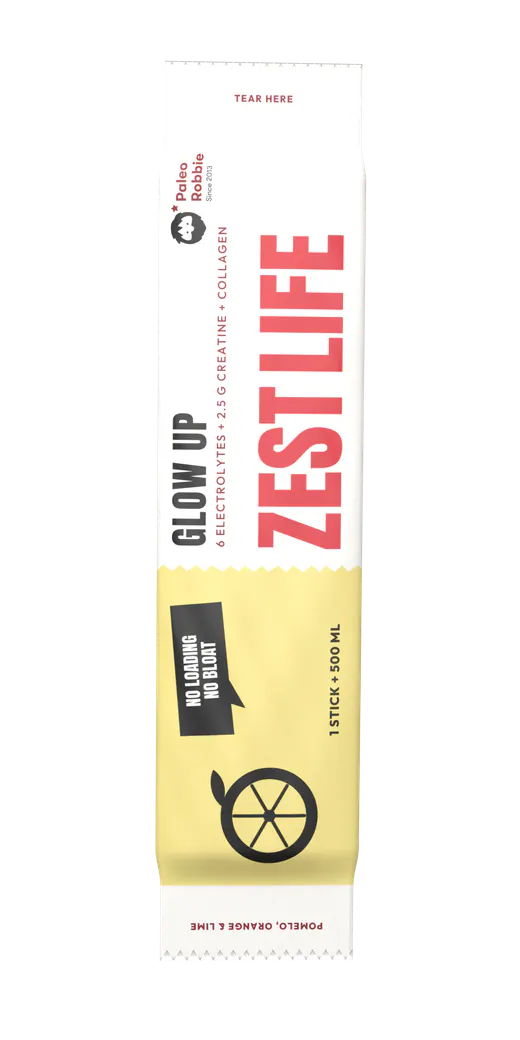 TEAR HERE
Paleo
Robbie
Since 2013
GLOW UP
6 ELECTROLYTES + 2.5 G CREATINE + COLLAGEN
ZEST LIFE
NO LOADING
NO BLOAT
1 STICK + 500 ML
POMELO, ORANGE & LIME